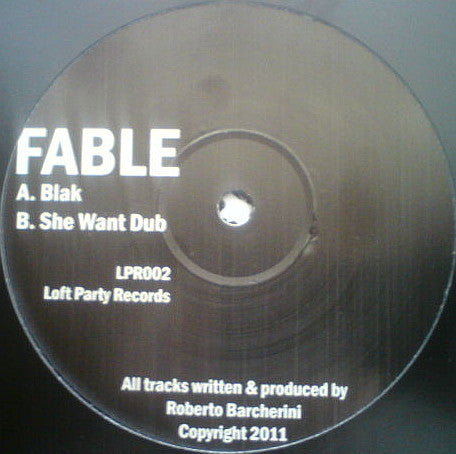 FABLE
A. Blak
B. She Want Dub
LPR002
Loft Party Records
All tracks written & produced by
Roberto Barcherini
Copyright 2011